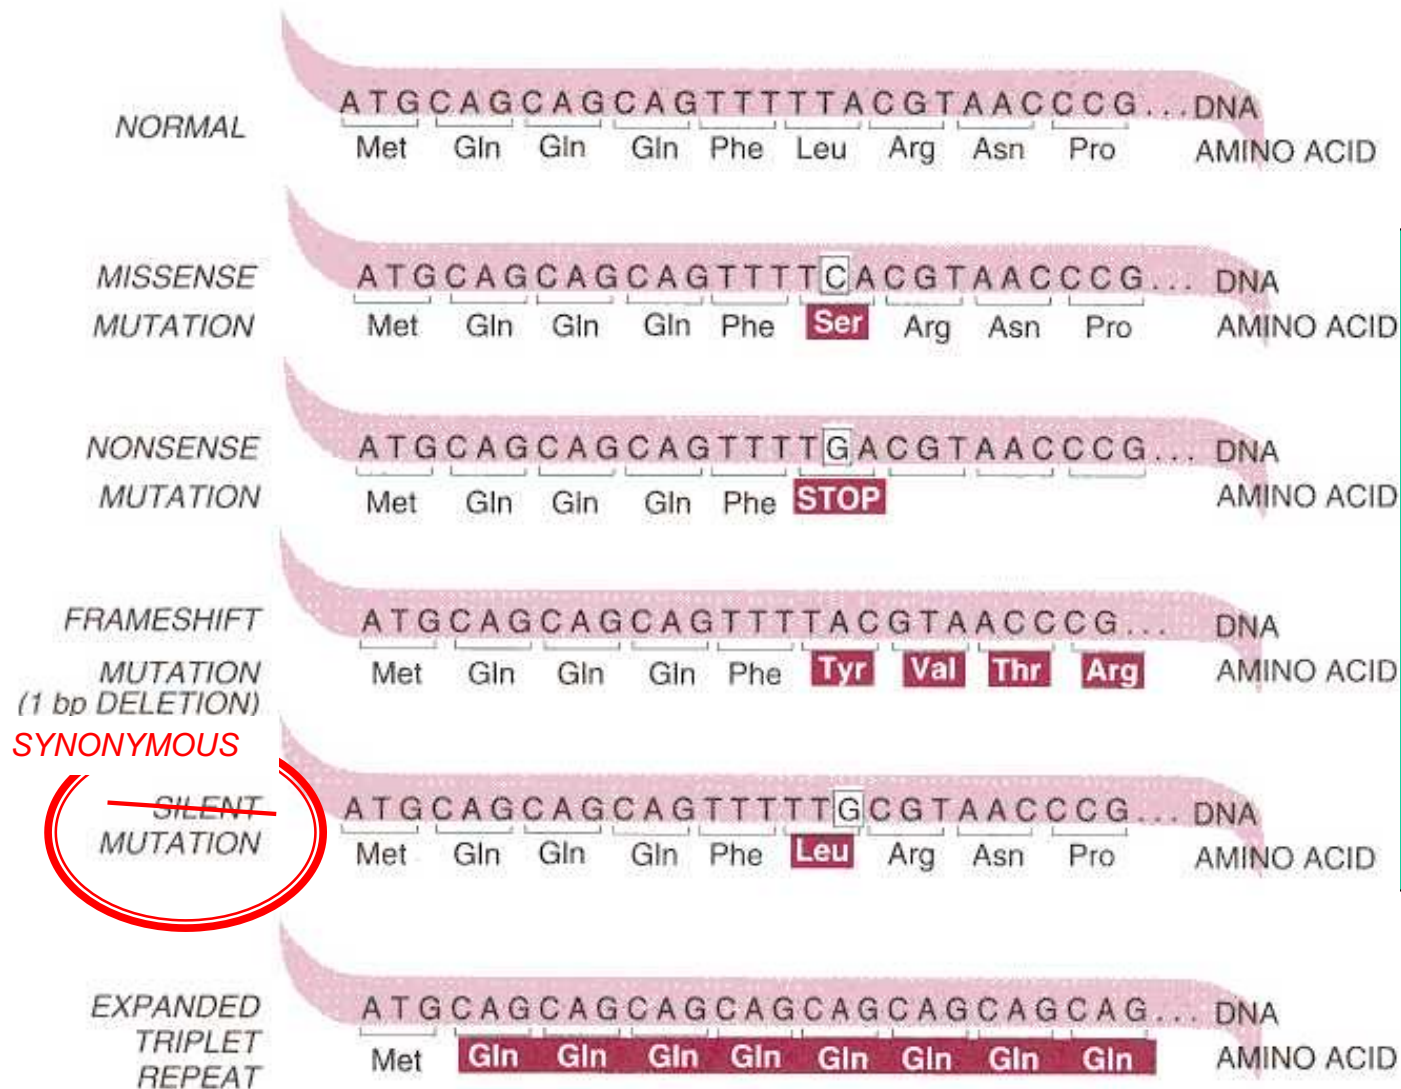 ATGCAGCAGCAGTTTTTACGTAACCCG...DNA
NORMAL
Met Gln Gln Gln Phe Leu Arg Asn Pro AMINO ACID
MISSENSE ATGCAGCAGCAGTTTTCACGTAACCCG... DNA
MUTATION Met Gln Gln Gln Phe Ser Arg Asn Pro AMINO ACID
NONSENSE ATGCAGCAGCAGTTTTGACGTAACCCG... DNA
MUTATION Met Gln Gln Gln Phe STOP AMINO ACID
FRAMESHIFT ATGCAGCAGCAGTTTTACGTAACCCG... DNA
MUTATION Met Gln Gln Gln Phe Tyr Val Thr Arg AMINO ACID
(1 bp DELETION)
SYNONYMOUS
SILENT ATGCAGCAGCAGTTTTTGCGTAACCCG... DNA
MUTATION Met Gln Gln Gln Phe Leu Arg Asn Pro AMINO ACID
EXPANDED ATGCAGCAGCAGCAGCAGCAGCAGCAG... DNA
TRIPLET Met Gln Gln Gln Gln Gln Gln Gln Gln AMINO ACID
REPEAT